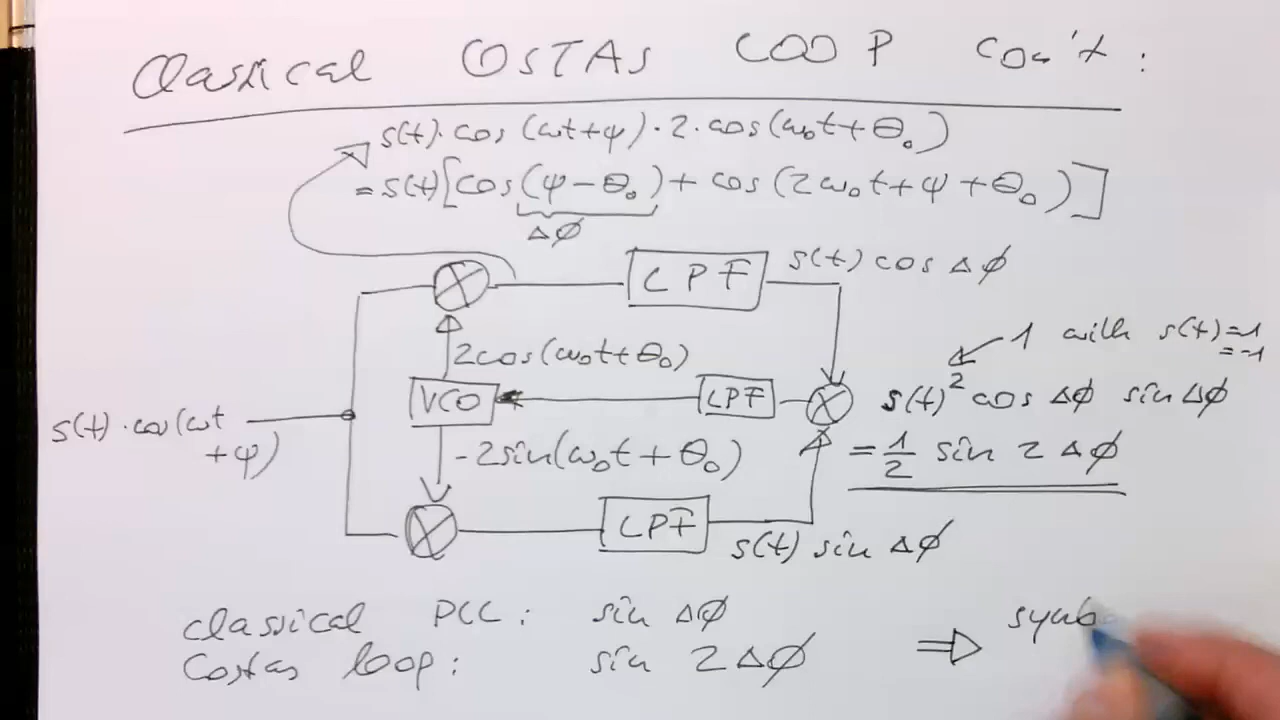 Classical COSTAS LOOP con't :
s(t)·cos(ωt+φ)·2·cos(ω₀t+Θ₀)
=s(t)[cos(φ−Θ₀)+cos(2ω₀t+φ+Θ₀)]
Δϕ
LPF
s(t) cos Δϕ
1 with s(t)=1
=-1
2cos(ω₀t+Θ₀)
VCO
LPF
s(t)² cos Δϕ sin Δϕ
s(t)·cos(ωt
+φ)
-2sin(ω₀t+Θ₀)
=1/2 sin 2Δϕ
LPF
s(t) sin Δϕ
classical PLL: sin Δϕ
Costas loop: sin 2Δϕ
⇒ symb